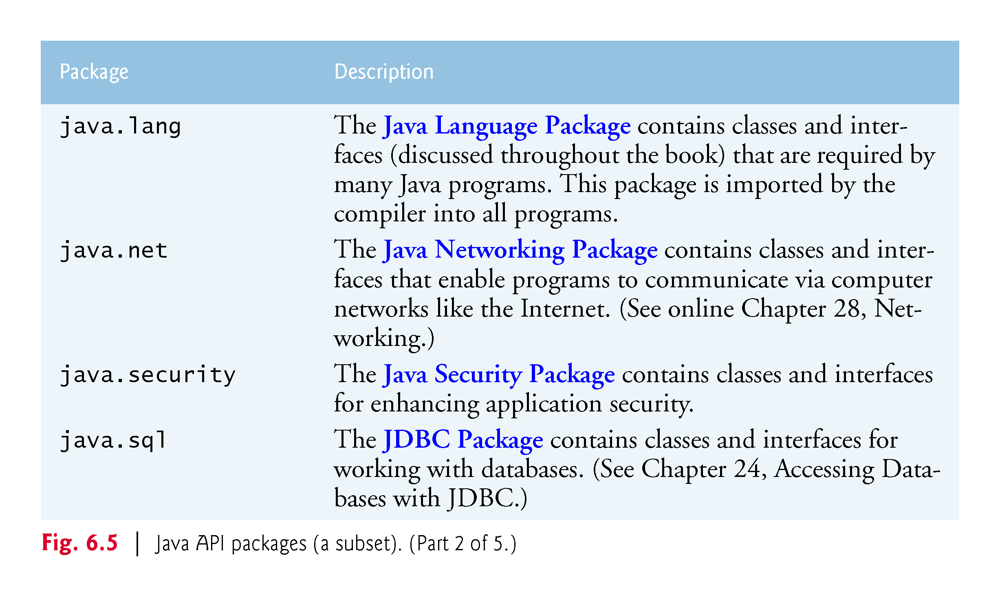 Package Description
java.lang The Java Language Package contains classes and inter-
faces (discussed throughout the book) that are required by
many Java programs. This package is imported by the
compiler into all programs.
java.net The Java Networking Package contains classes and inter-
faces that enable programs to communicate via computer
networks like the Internet. (See online Chapter 28, Net-
working.)
java.security The Java Security Package contains classes and interfaces
for enhancing application security.
java.sql The JDBC Package contains classes and interfaces for
working with databases. (See Chapter 24, Accessing Data-
bases with JDBC.)
Fig. 6.5 | Java API packages (a subset). (Part 2 of 5.)